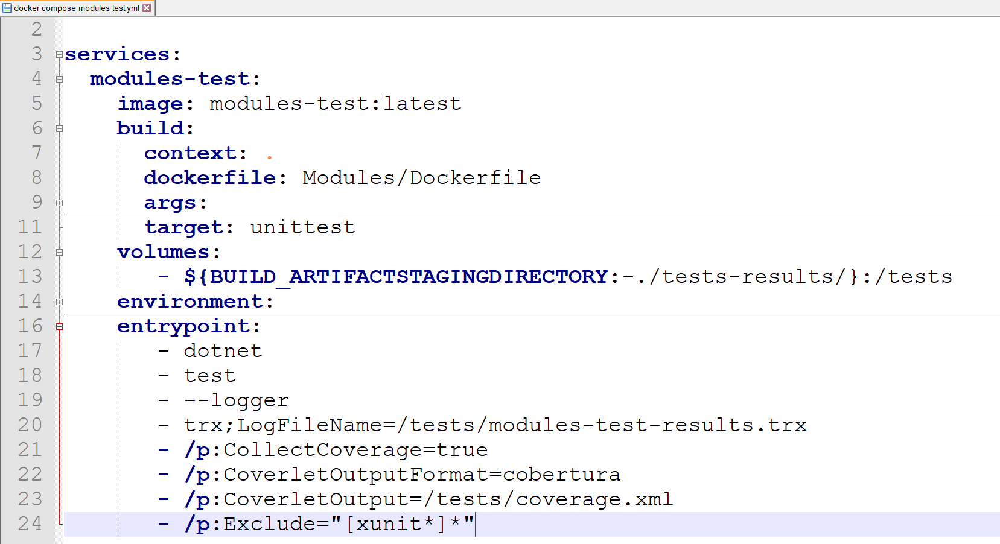 docker-compose-modules-test.yml
2
3 services:
4   modules-test:
5     image: modules-test:latest
6     build:
7       context: .
8       dockerfile: Modules/Dockerfile
9       args:
11       target: unittest
12     volumes:
13        - ${BUILD_ARTIFACTSTAGINGDIRECTORY:-./tests-results/}:/tests
14     environment:
16     entrypoint:
17        - dotnet
18        - test
19        - --logger
20        - trx;LogFileName=/tests/modules-test-results.trx
21        - /p:CollectCoverage=true
22        - /p:CoverletOutputFormat=cobertura
23        - /p:CoverletOutput=/tests/coverage.xml
24        - /p:Exclude="[xunit*]*"